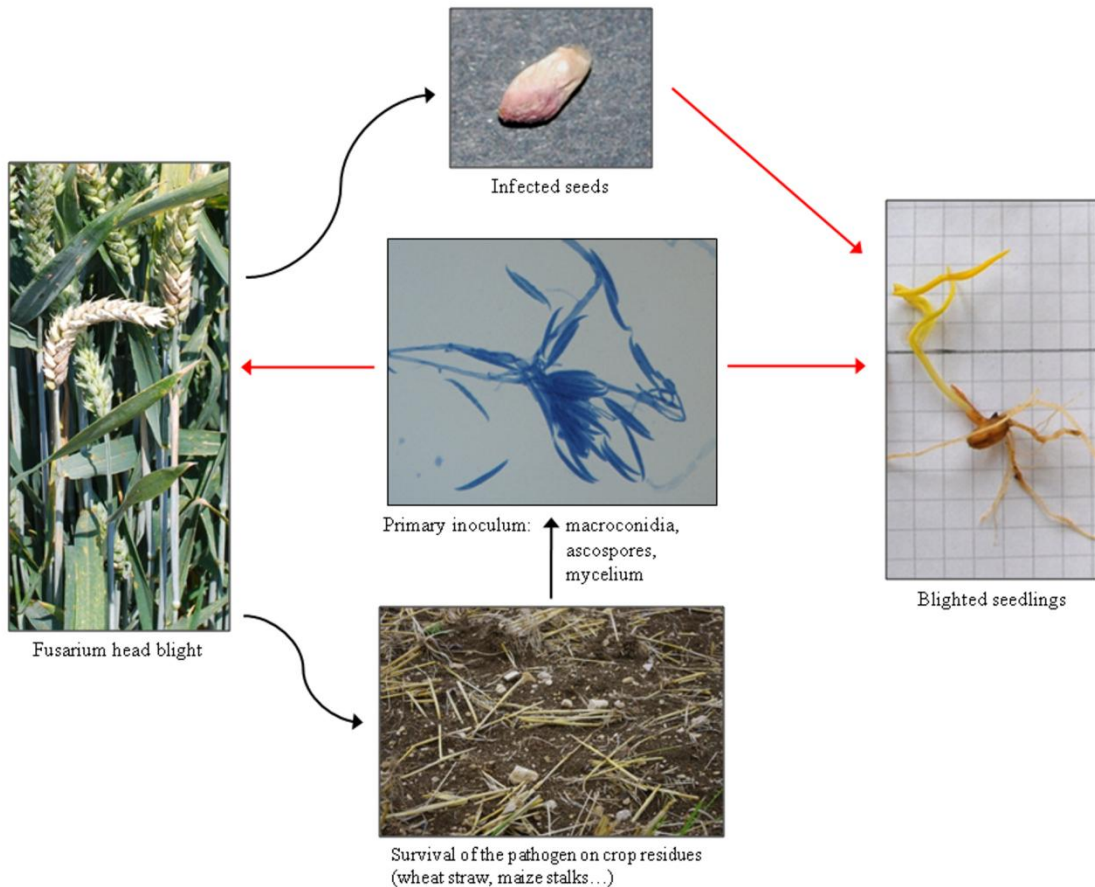 Infected seeds
Primary inoculum: macroconidia,
ascospores,
mycelium
Fusarium head blight
Blighted seedlings
Survival of the pathogen on crop residues
(wheat straw, maize stalks…)